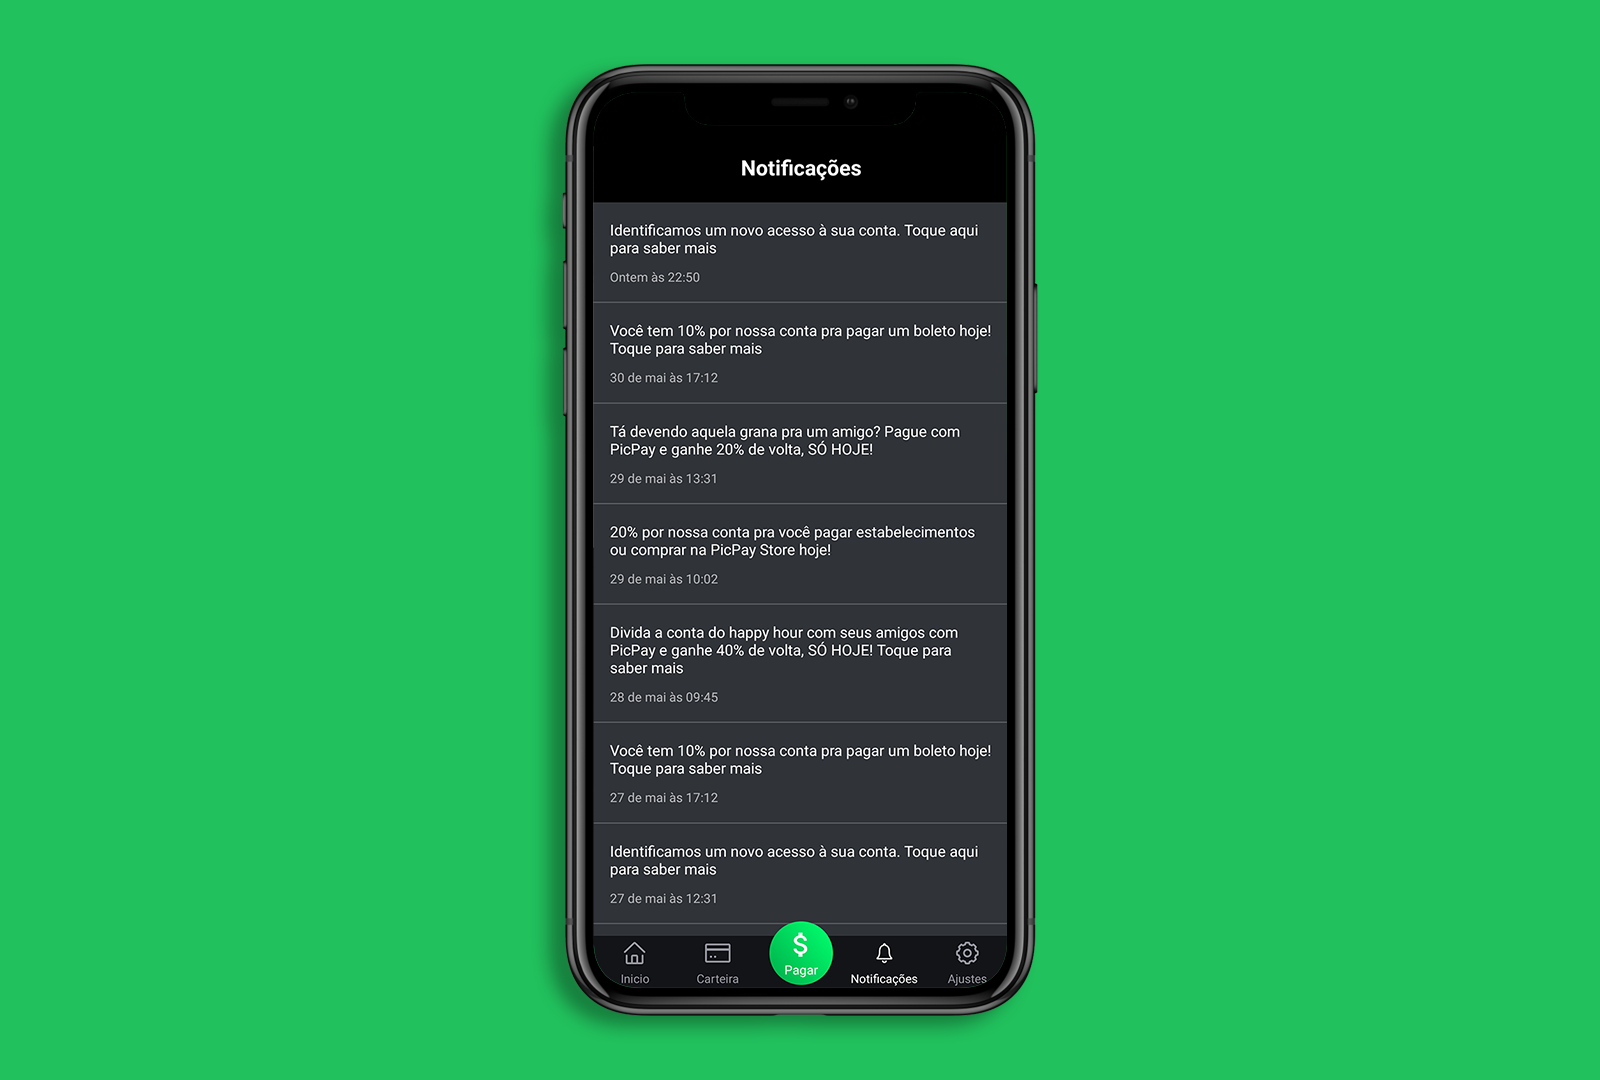 Notificações
Identificamos um novo acesso à sua conta. Toque aqui
para saber mais
Ontem às 22:50
Você tem 10% por nossa conta pra pagar um boleto hoje!
Toque para saber mais
30 de mai às 17:12
Tá devendo aquela grana pra um amigo? Pague com
PicPay e ganhe 20% de volta, SÓ HOJE!
29 de mai às 13:31
20% por nossa conta pra você pagar estabelecimentos
ou comprar na PicPay Store hoje!
29 de mai às 10:02
Divida a conta do happy hour com seus amigos com
PicPay e ganhe 40% de volta, SÓ HOJE! Toque para
saber mais
28 de mai às 09:45
Você tem 10% por nossa conta pra pagar um boleto hoje!
Toque para saber mais
27 de mai às 17:12
Identificamos um novo acesso à sua conta. Toque aqui
para saber mais
27 de mai às 12:31
$
Inicio Carteira Pagar Notificações Ajustes